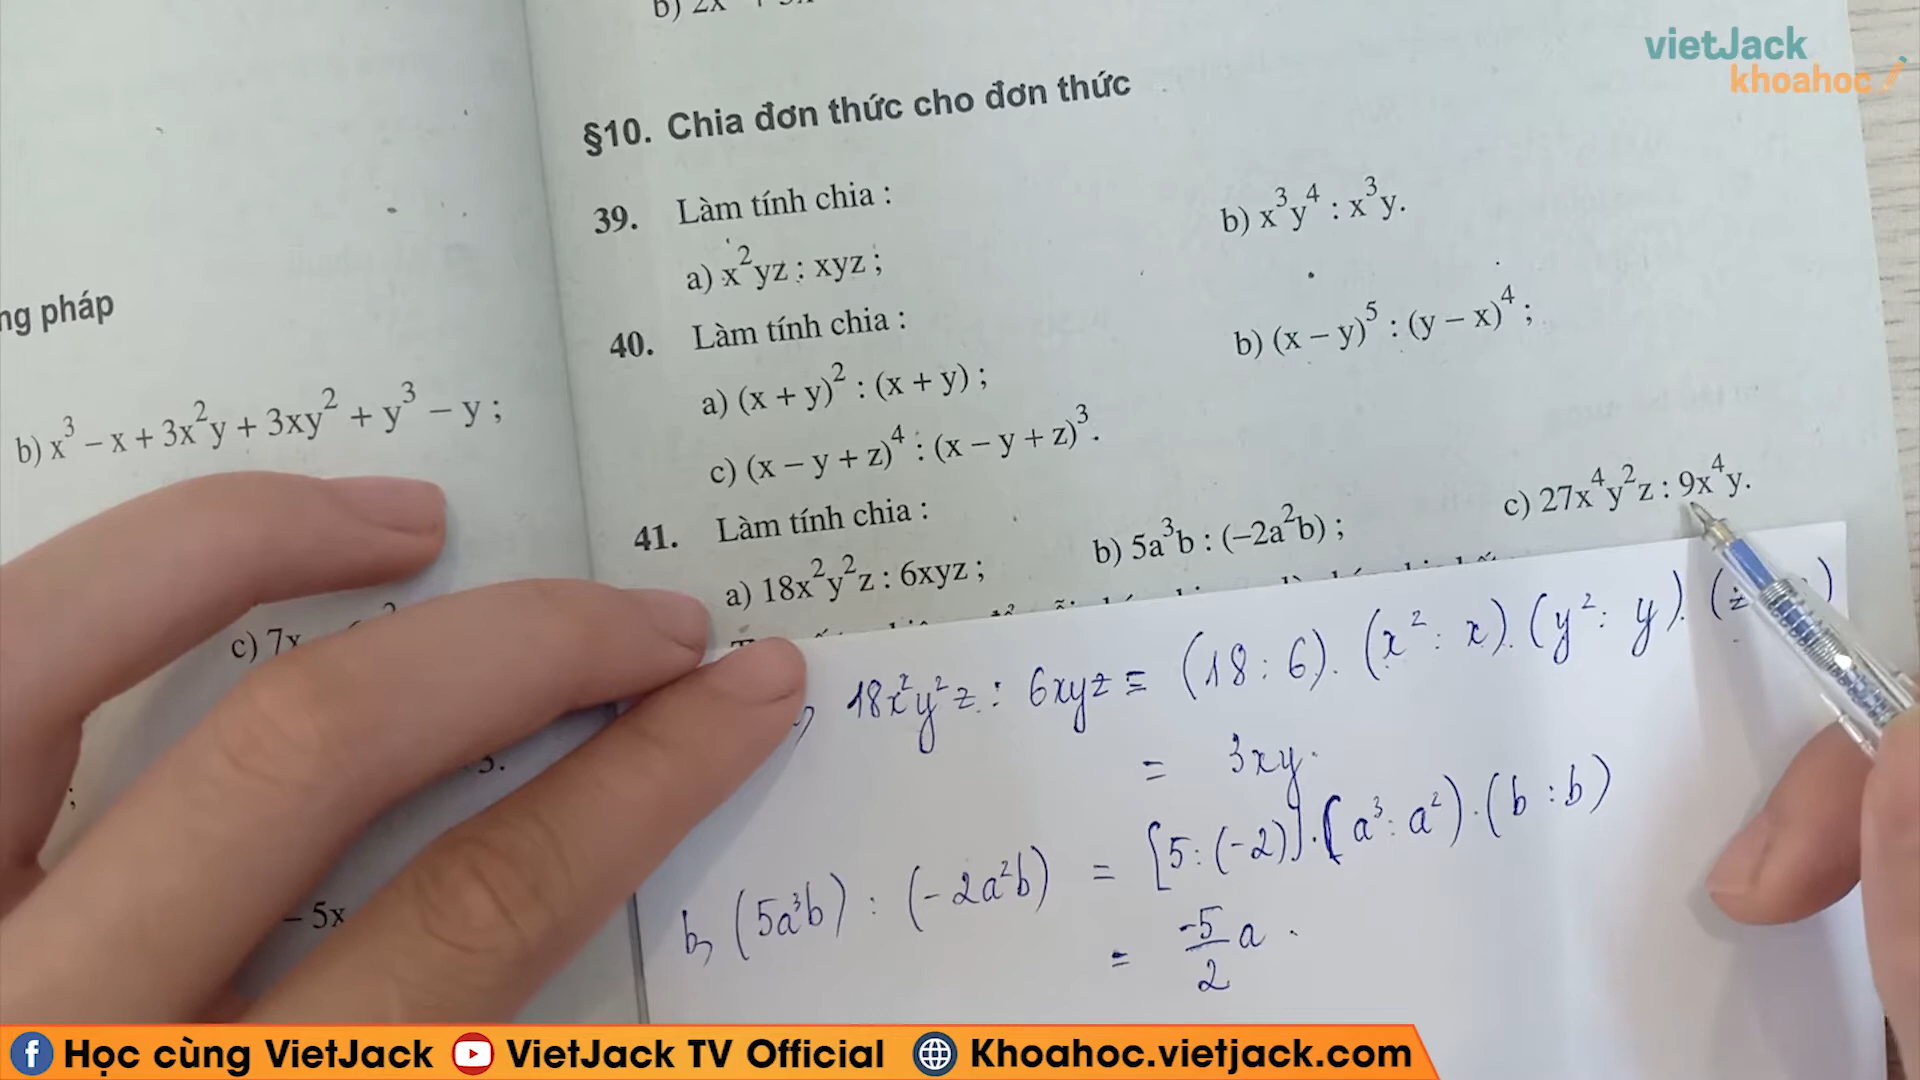 vietJack
khoahoc
§10. Chia đơn thức cho đơn thức
39. Làm tính chia :
a) x²yz : xyz ;
b) x³y⁴ : x³y.
40. Làm tính chia :
a) (x + y)² : (x + y) ;
b) (x – y)⁵ : (y – x)⁴ ;
c) (x – y + z)⁴ : (x – y + z)³.
41. Làm tính chia :
a) 18x²y²z : 6xyz ;
b) 5a³b : (–2a²b) ;
c) 27x⁴y²z : 9x⁴y.
pháp
b) x³ – x + 3x²y + 3xy² + y³ – y ;
c) 7x
– 5x
18x²y²z : 6xyz = (18 : 6). (x² : x). (y² : y). (z
= 3xy.
b, (5a³b) : (-2a²b) = [5 : (-2)].(a³ : a²).(b : b)
= -5/2 a.
Học cùng VietJack VietJack TV Official Khoahoc.vietjack.com